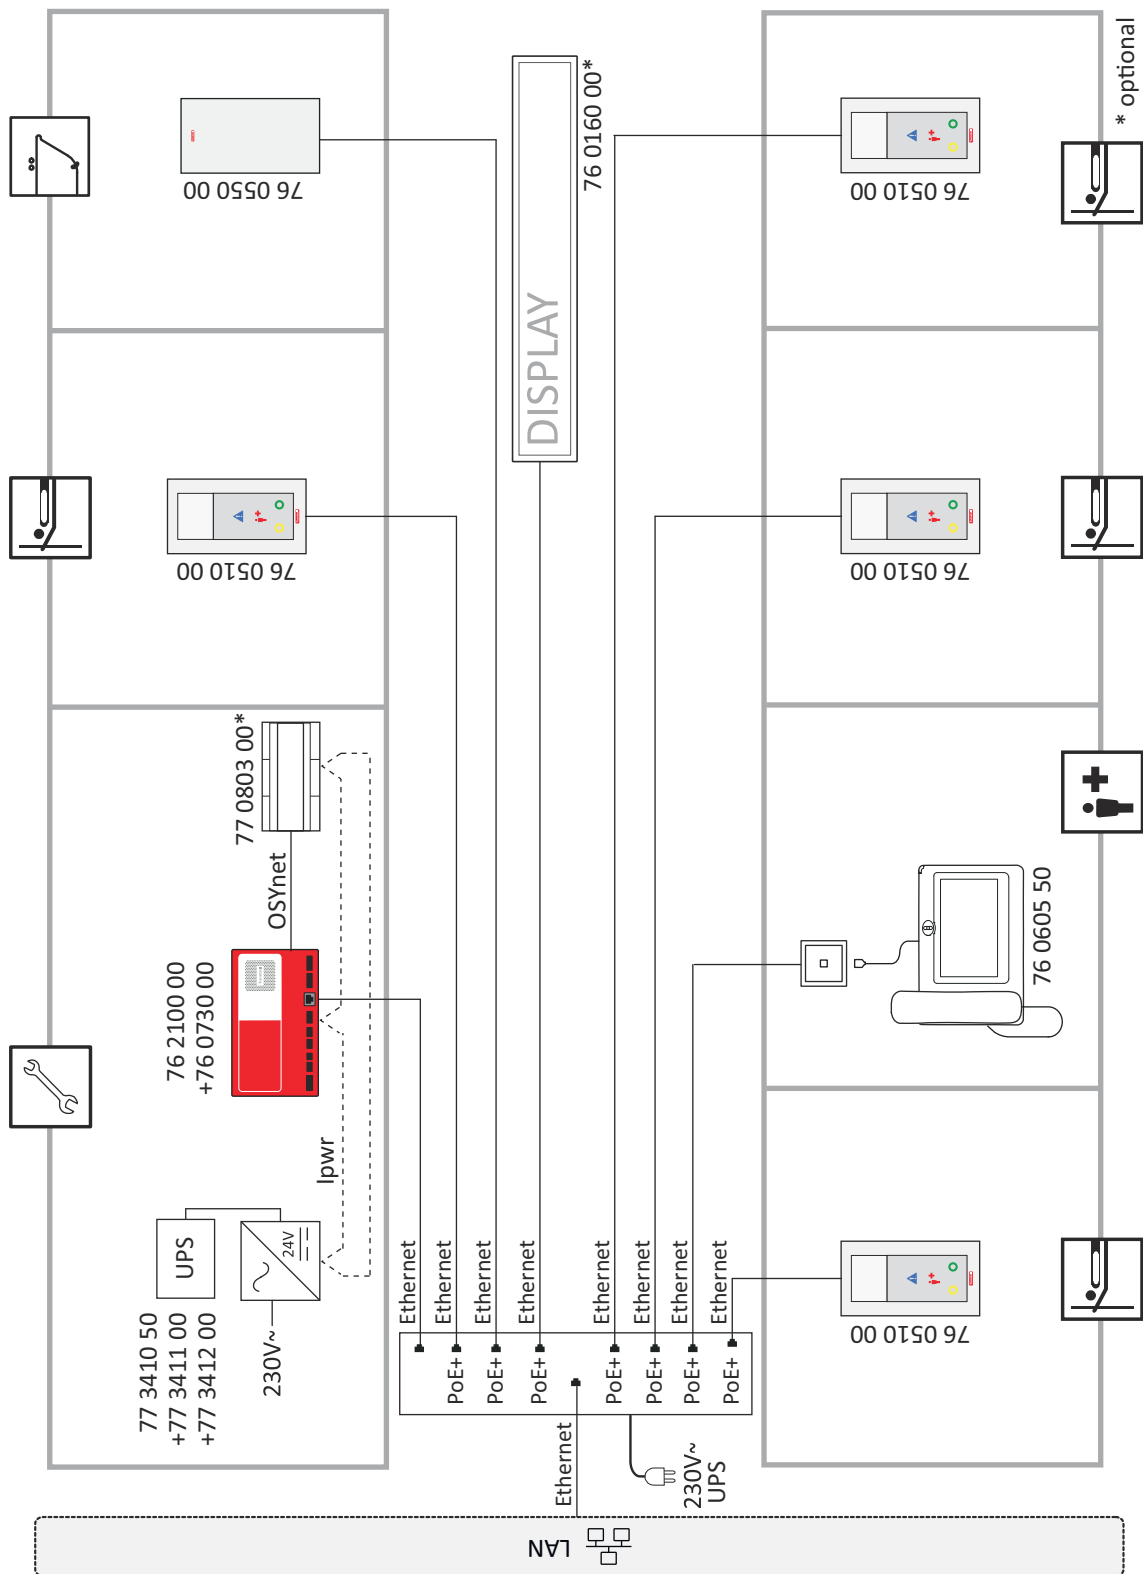 * optional
76 0550 00
76 0160 00*
76 0510 00
DISPLAY
76 0510 00
76 0510 00
77 0803 00*
OSYnet
76 2100 00
+76 0730 00
76 0605 50
Ipwr
UPS
24V
77 3410 50
+77 3411 00
+77 3412 00
230V~
76 0510 00
Ethernet
Ethernet
Ethernet
Ethernet
Ethernet
Ethernet
Ethernet
Ethernet
PoE+
PoE+
PoE+
PoE+
PoE+
PoE+
PoE+
Ethernet
230V~
UPS
LAN